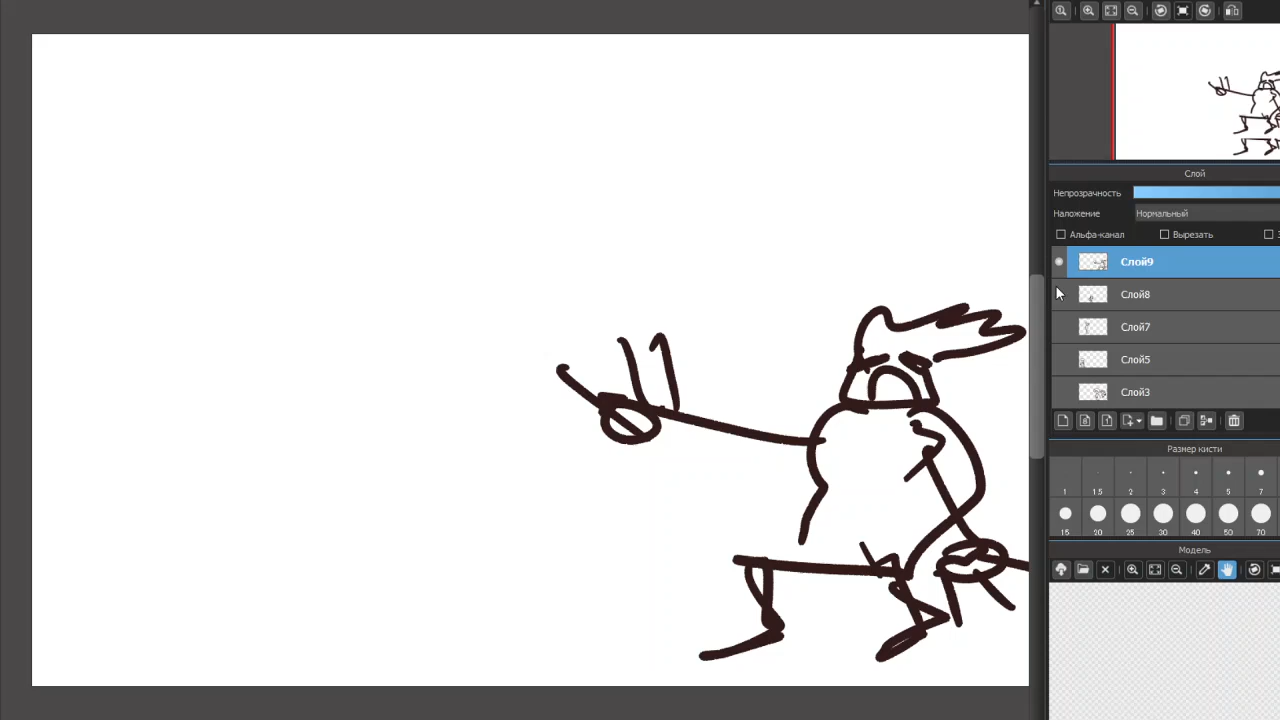 Слой
Непрозрачность
Наложение Нормальный
Альфа-канал Вырезать
Слой9
Слой8
Слой7
Слой5
Слой3
Размер кисти
1 1.5 2 3 4 5 7
15 20 25 30 40 50 70
Модель